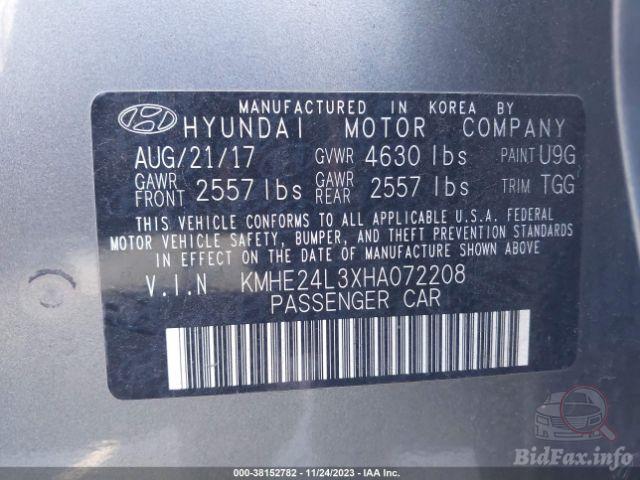 MANUFACTURED IN KOREA BY
HYUNDAI MOTOR COMPANY
AUG/21/17 GVWR 4630 lbs PAINT U9G
GAWR FRONT 2557 lbs GAWR REAR 2557 lbs TRIM TGG
THIS VEHICLE CONFORMS TO ALL APPLICABLE U.S.A. FEDERAL
MOTOR VEHICLE SAFETY, BUMPER, AND THEFT PREVENTION STANDARDS
IN EFFECT ON THE DATE OF MANUFACTURE SHOWN ABOVE.
V.I.N KMHE24L3XHA072208
PASSENGER CAR
BidFax.info
000-38152782 - 11/24/2023 - IAA Inc.